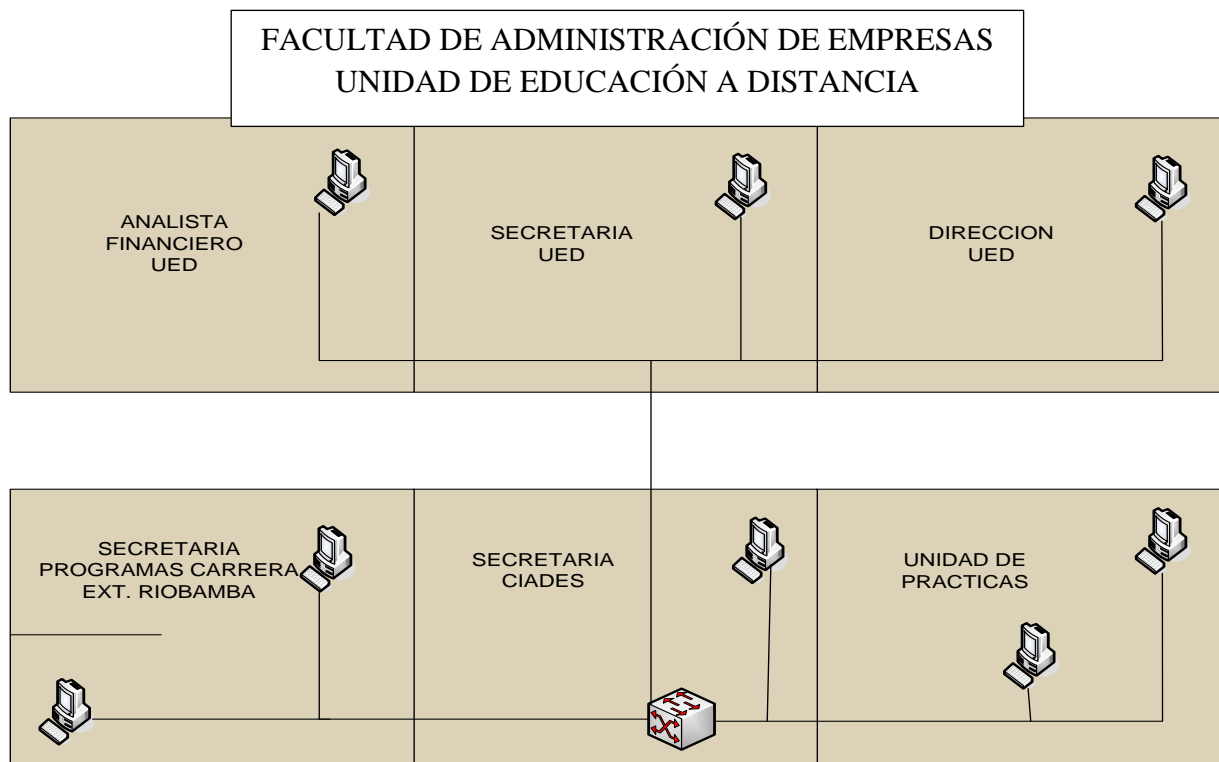 FACULTAD DE ADMINISTRACIÓN DE EMPRESAS
UNIDAD DE EDUCACIÓN A DISTANCIA
ANALISTA
FINANCIERO
UED
SECRETARIA
UED
DIRECCION
UED
SECRETARIA
PROGRAMAS CARRERA
EXT. RIOBAMBA
SECRETARIA
CIADES
UNIDAD DE
PRACTICAS